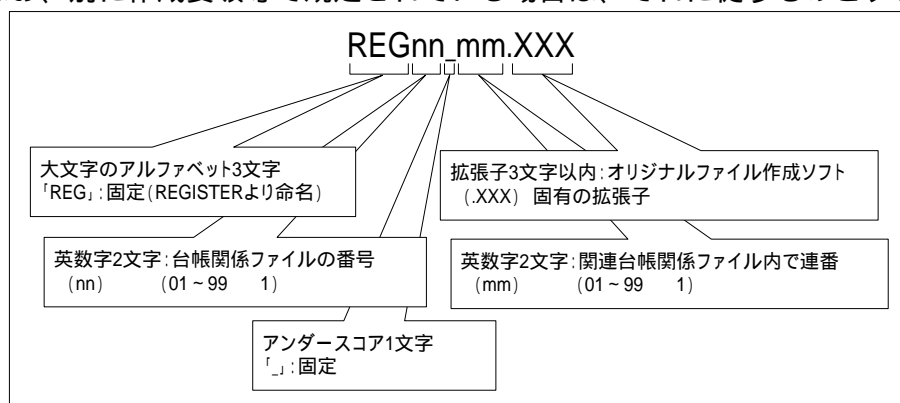 REGnn_mm.XXX
大文字のアルファベット3文字
「REG」:固定(REGISTERより命名)
拡張子3文字以内:オリジナルファイル作成ソフト
(.XXX) 固有の拡張子
英数字2文字:台帳関係ファイルの番号
(nn) (01~99 1)
英数字2文字:関連台帳関係ファイル内で連番
(mm) (01~99 1)
アンダースコア1文字
「_」:固定